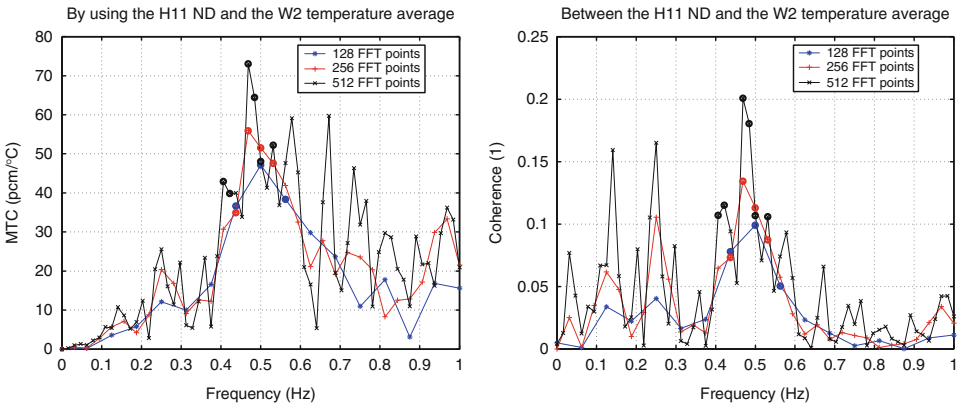 By using the H11 ND and the W2 temperature average
80
70
60
50
40
30
20
10
0
MTC (pcm/°C)
128 FFT points
256 FFT points
512 FFT points
0 0.1 0.2 0.3 0.4 0.5 0.6 0.7 0.8 0.9 1
Frequency (Hz)
Between the H11 ND and the W2 temperature average
0.25
0.2
0.15
0.1
0.05
0
Coherence (1)
128 FFT points
256 FFT points
512 FFT points
0 0.1 0.2 0.3 0.4 0.5 0.6 0.7 0.8 0.9 1
Frequency (Hz)